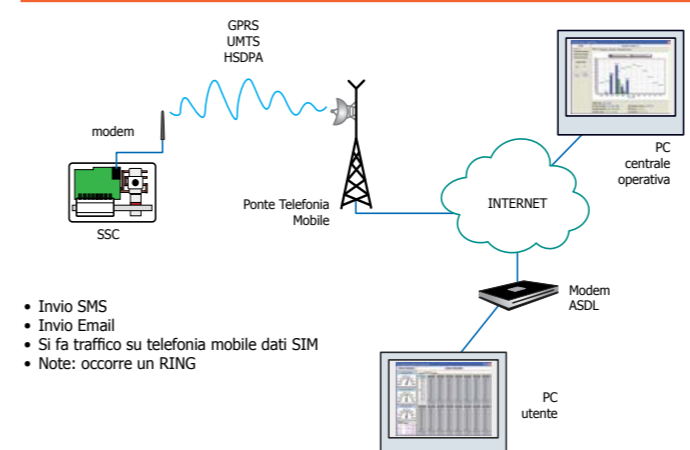 GPRS
UMTS
HSDPA
modem
SSC
Ponte Telefonia
Mobile
INTERNET
PC
centrale
operativa
Modem
ASDL
• Invio SMS
• Invio Email
• Si fa traffico su telefonia mobile dati SIM
• Note: occorre un RING
PC
utente